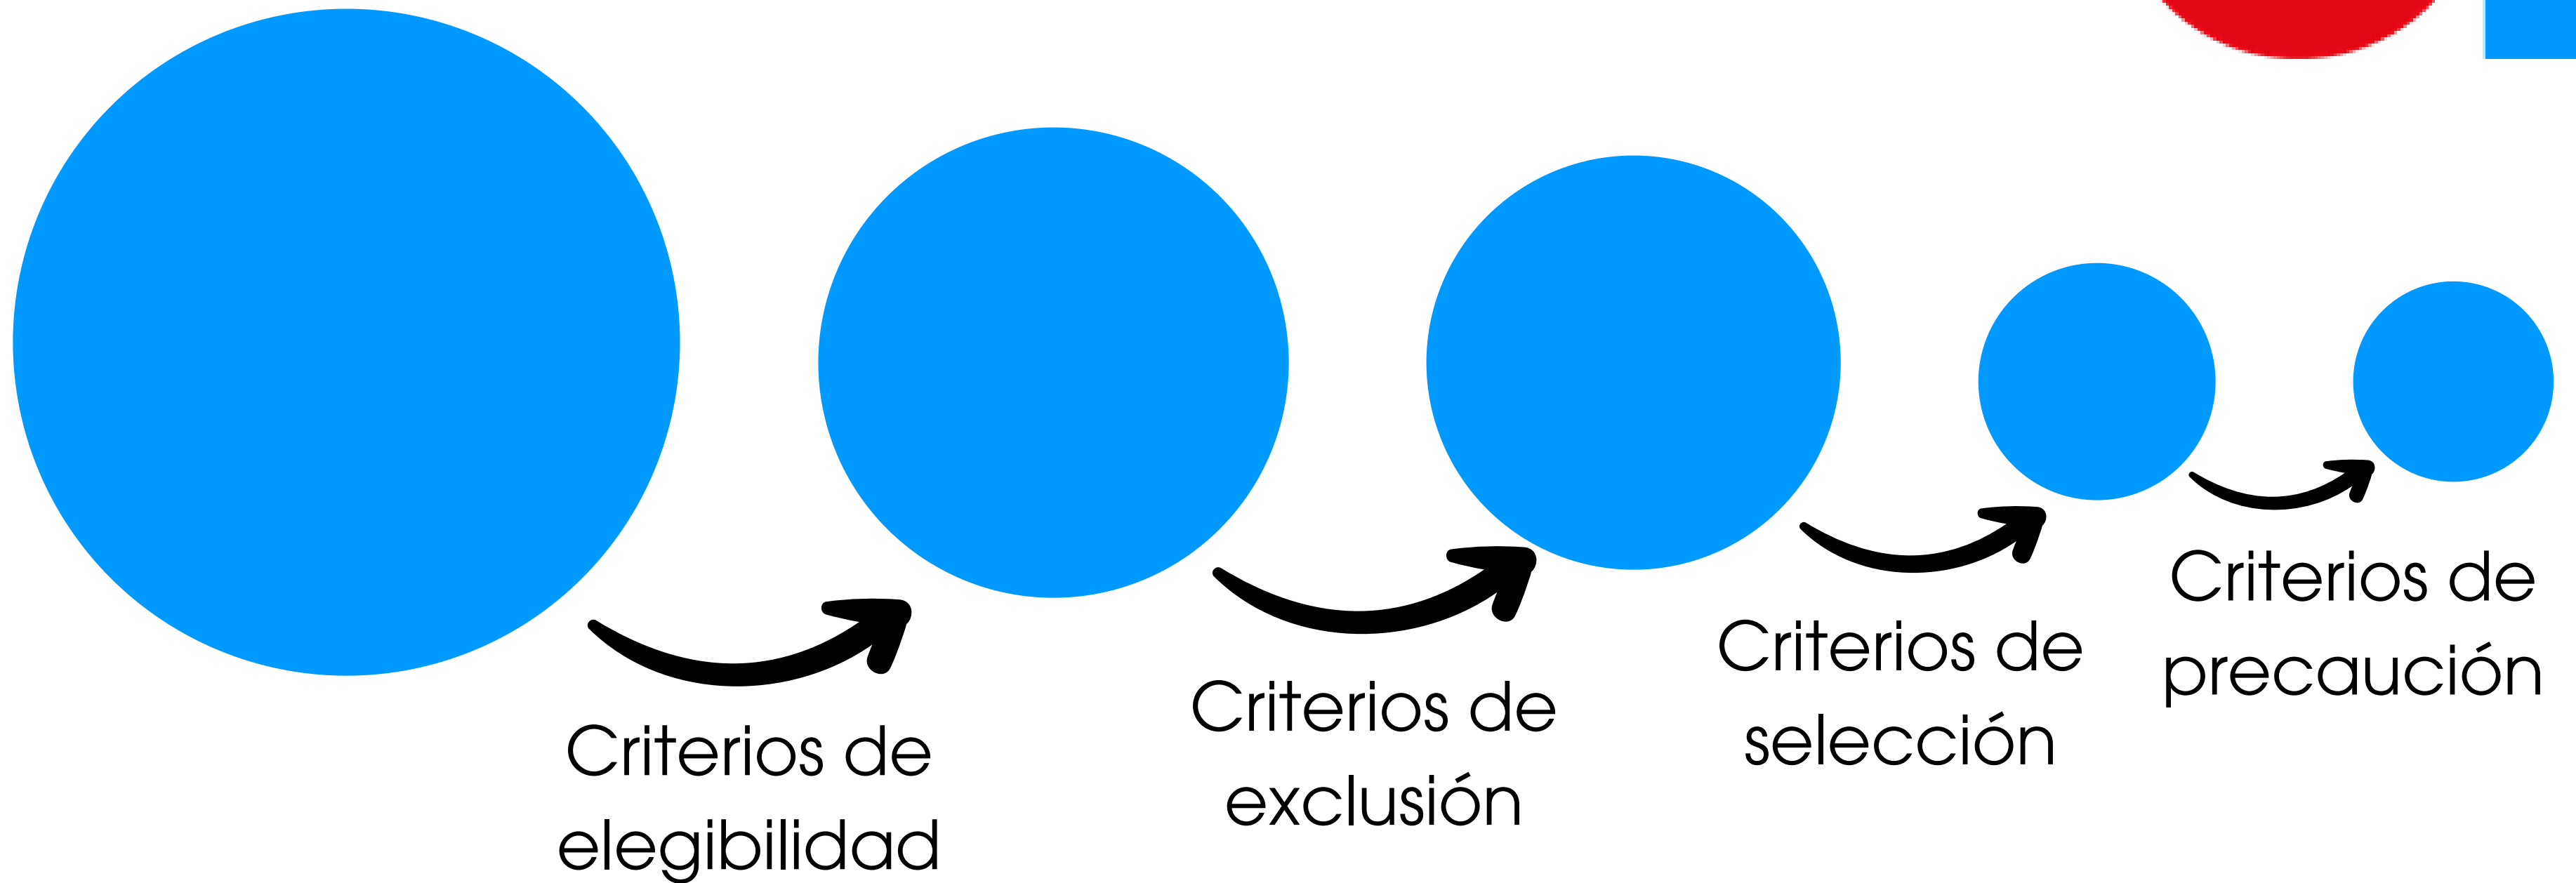 Criterios de
elegibilidad
Criterios de
exclusión
Criterios de
selección
Criterios de
precaución